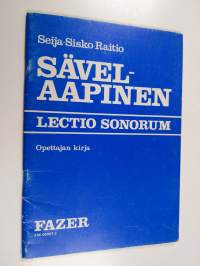 Seija-Sisko Raitio
SÄVEL-
AAPINEN
LECTIO SONORUM
Opettajan kirja
FAZER